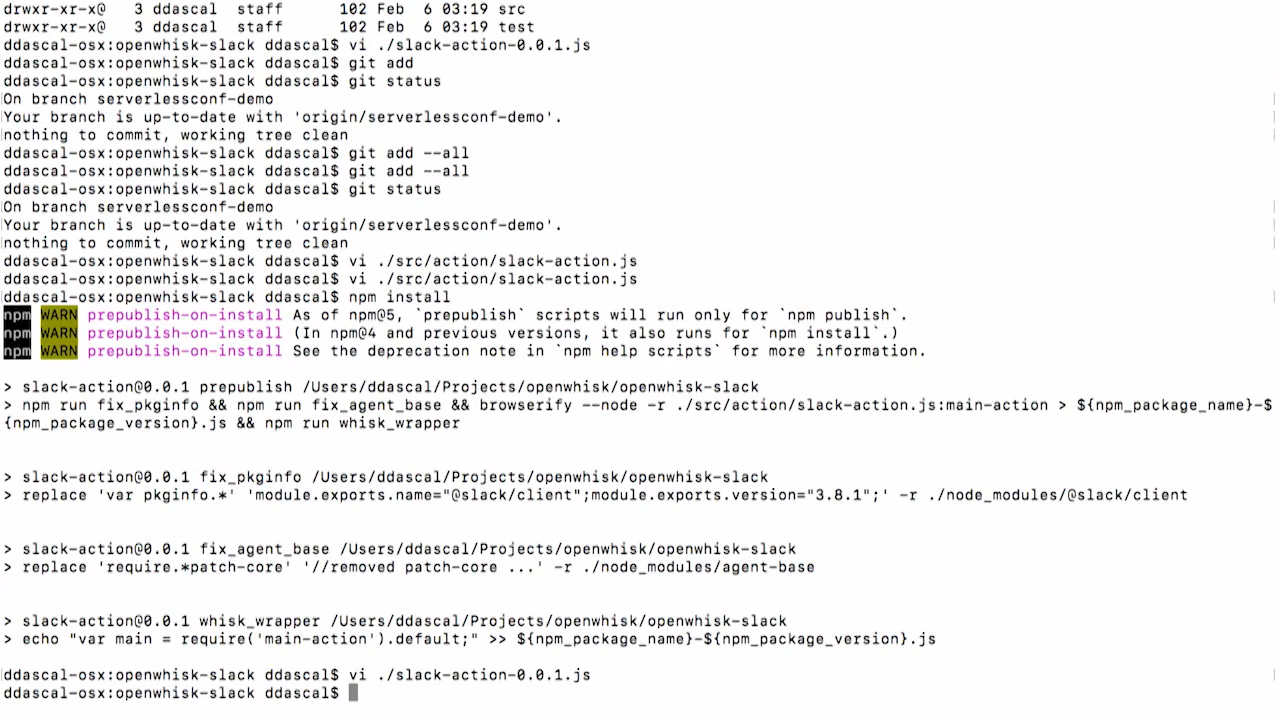 drwxr-xr-x@   3 ddascal  staff      102 Feb  6 03:19 src
drwxr-xr-x@   3 ddascal  staff      102 Feb  6 03:19 test
ddascal-osx:openwhisk-slack ddascal$ vi ./slack-action-0.0.1.js
ddascal-osx:openwhisk-slack ddascal$ git add
ddascal-osx:openwhisk-slack ddascal$ git status
On branch serverlessconf-demo
Your branch is up-to-date with 'origin/serverlessconf-demo'.
nothing to commit, working tree clean
ddascal-osx:openwhisk-slack ddascal$ git add --all
ddascal-osx:openwhisk-slack ddascal$ git add --all
ddascal-osx:openwhisk-slack ddascal$ git status
On branch serverlessconf-demo
Your branch is up-to-date with 'origin/serverlessconf-demo'.
nothing to commit, working tree clean
ddascal-osx:openwhisk-slack ddascal$ vi ./src/action/slack-action.js
ddascal-osx:openwhisk-slack ddascal$ vi ./src/action/slack-action.js
ddascal-osx:openwhisk-slack ddascal$ npm install
npm WARN prepublish-on-install As of npm@5, `prepublish` scripts will run only for `npm publish`.
npm WARN prepublish-on-install (In npm@4 and previous versions, it also runs for `npm install`.)
npm WARN prepublish-on-install See the deprecation note in `npm help scripts` for more information.
> slack-action@0.0.1 prepublish /Users/ddascal/Projects/openwhisk/openwhisk-slack
> npm run fix_pkginfo && npm run fix_agent_base && browserify --node -r ./src/action/slack-action.js:main-action > ${npm_package_name}-$
{npm_package_version}.js && npm run whisk_wrapper
> slack-action@0.0.1 fix_pkginfo /Users/ddascal/Projects/openwhisk/openwhisk-slack
> replace 'var pkginfo.*' 'module.exports.name="@slack/client";module.exports.version="3.8.1";' -r ./node_modules/@slack/client
> slack-action@0.0.1 fix_agent_base /Users/ddascal/Projects/openwhisk/openwhisk-slack
> replace 'require.*patch-core' '//removed patch-core ...' -r ./node_modules/agent-base
> slack-action@0.0.1 whisk_wrapper /Users/ddascal/Projects/openwhisk/openwhisk-slack
> echo "var main = require('main-action').default;" >> ${npm_package_name}-${npm_package_version}.js
ddascal-osx:openwhisk-slack ddascal$ vi ./slack-action-0.0.1.js
ddascal-osx:openwhisk-slack ddascal$